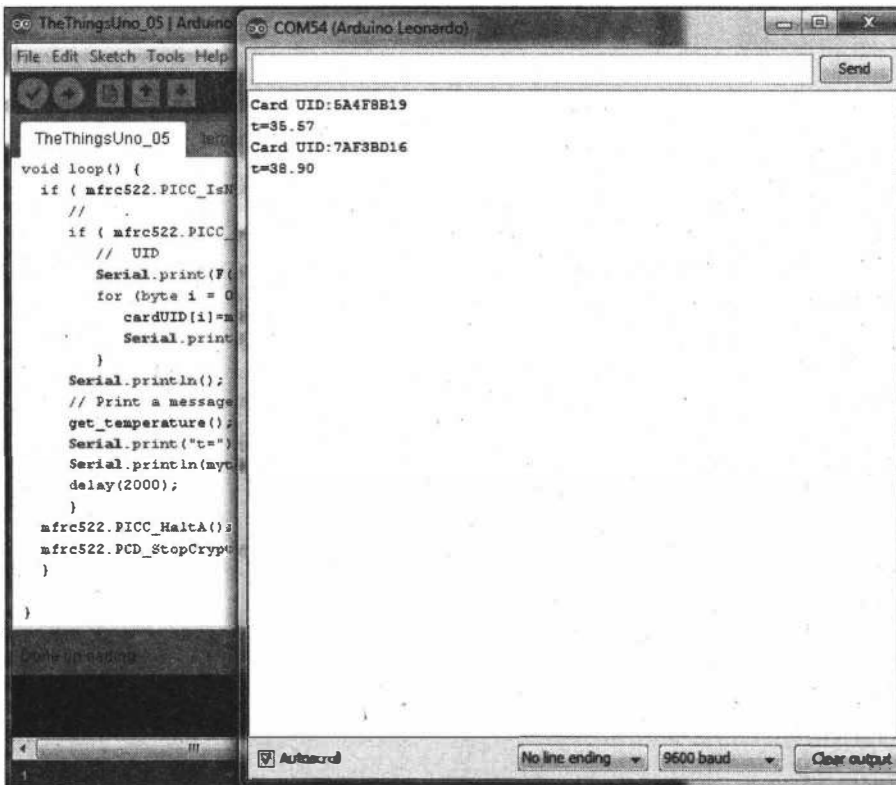 TheThingsUno_05 | Arduino
File Edit Sketch Tools Help
TheThingsUno_05
void loop() {
if ( mfrc522.PICC_IsN
// .
if ( mfrc522.PICC_
// UID
Serial.print(F(
for (byte i = 0
cardUID[i]=m
Serial.print
}
Serial.println();
// Print a message
get_temperature();
Serial.print("t=")
Serial.println(myt
delay(2000);
}
mfrc522.PICC_HaltA();
mfrc522.PCD_StopCrypt
}
}
Done uploading
1
COM54 (Arduino Leonardo)
Send
Card UID:5A4F8B19
t=35.57
Card UID:7AF3BD16
t=38.90
Autoscroll
No line ending
9600 baud
Clear output